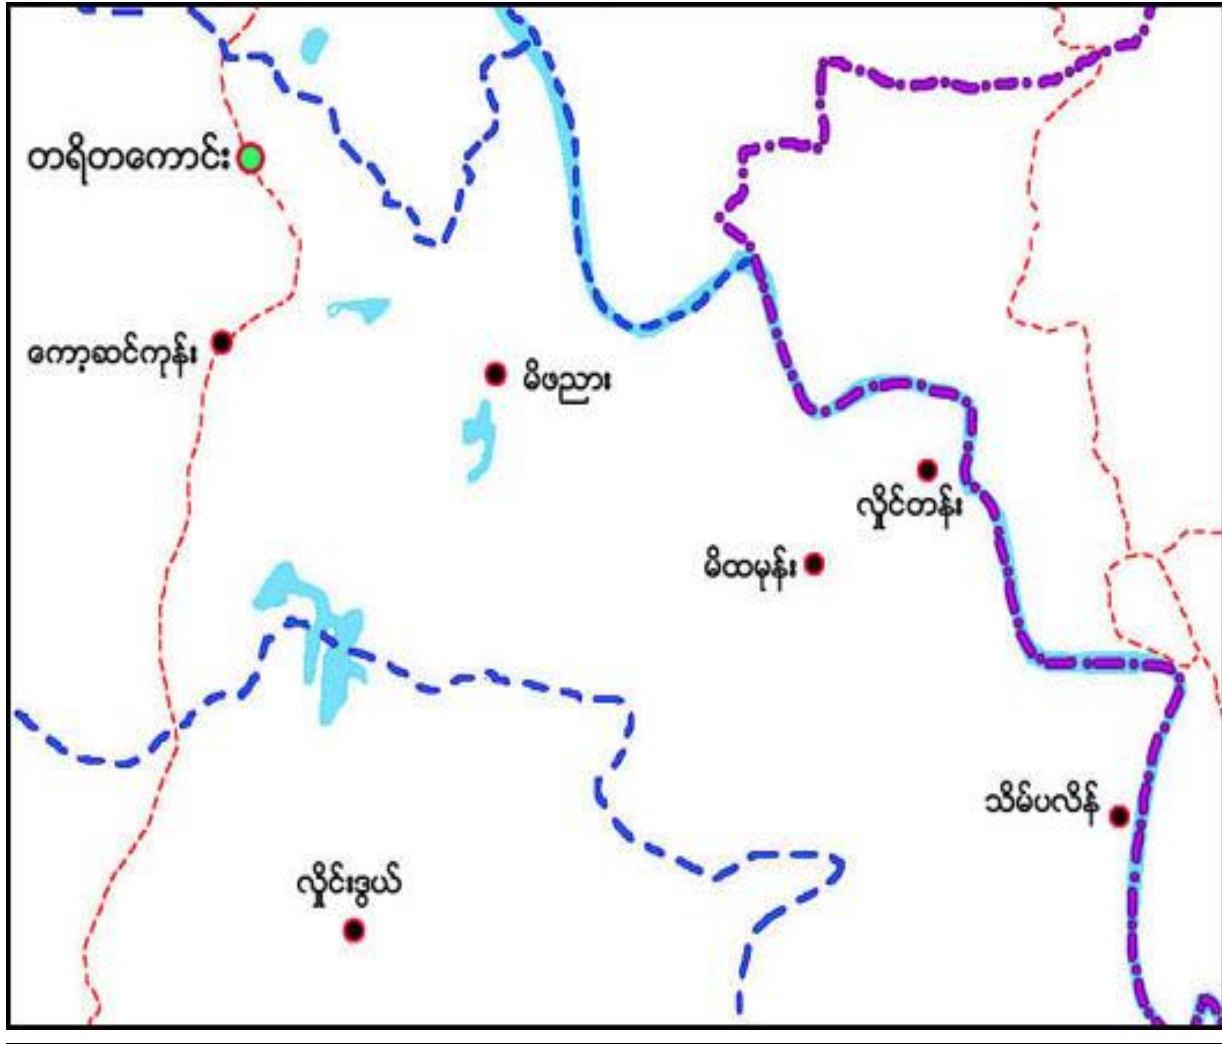 တရိတကောင်း
ကော့ဆင်ကုန်း
မိဖညား
လှိုင်တန်း
မိထမုန်း
သိမ်ပလိန်
လှိုင်းဒွယ်